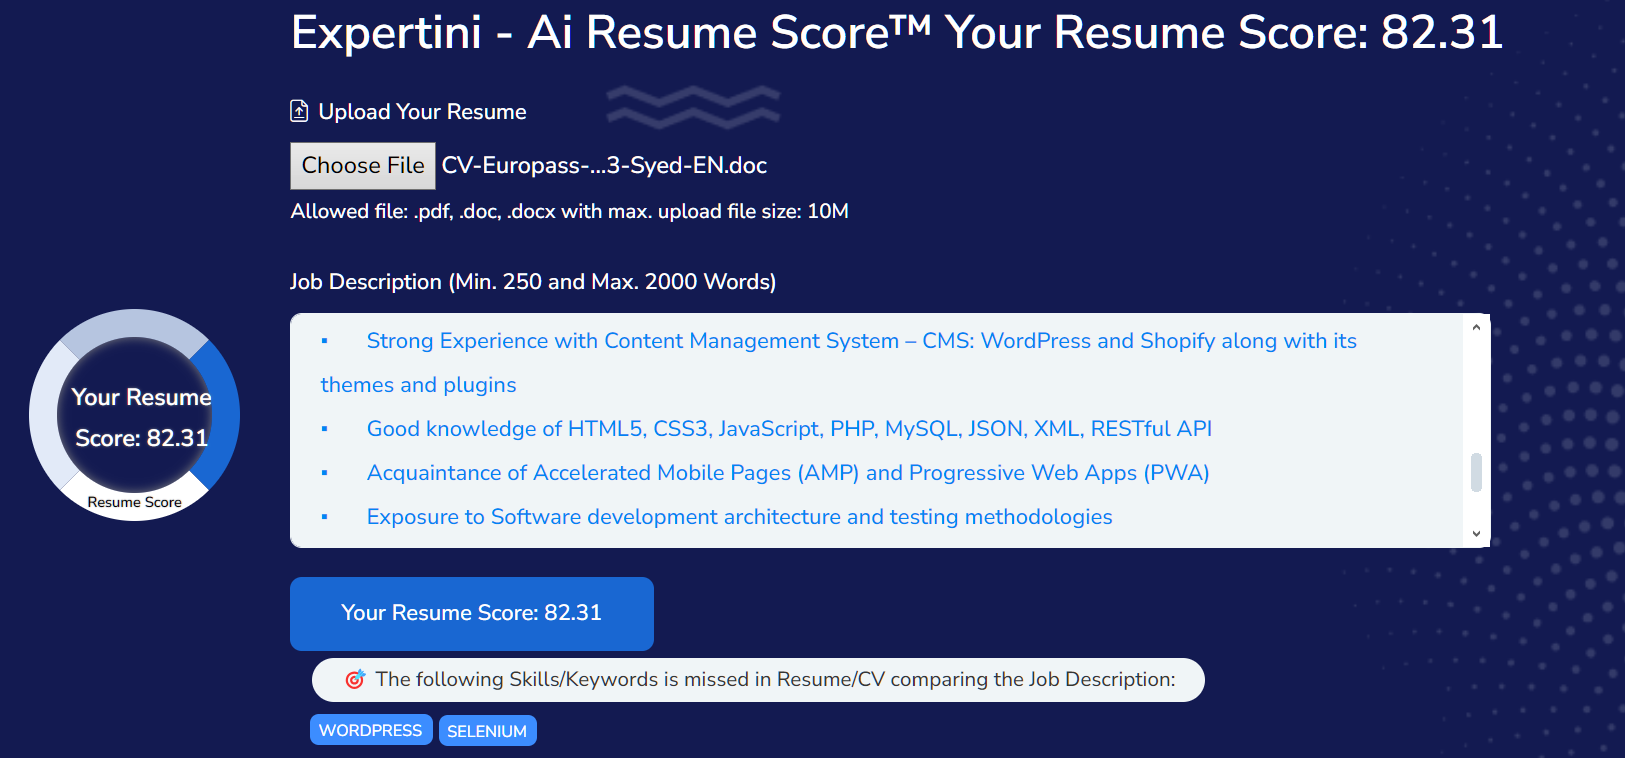 Expertini - Ai Resume Score™ Your Resume Score: 82.31
Upload Your Resume
Choose File CV-Europass-...3-Syed-EN.doc
Allowed file: .pdf, .doc, .docx with max. upload file size: 10M
Job Description (Min. 250 and Max. 2000 Words)
▪ Strong Experience with Content Management System – CMS: WordPress and Shopify along with its
themes and plugins
▪ Good knowledge of HTML5, CSS3, JavaScript, PHP, MySQL, JSON, XML, RESTful API
▪ Acquaintance of Accelerated Mobile Pages (AMP) and Progressive Web Apps (PWA)
▪ Exposure to Software development architecture and testing methodologies
Your Resume
Score: 82.31
Resume Score
Your Resume Score: 82.31
🎯 The following Skills/Keywords is missed in Resume/CV comparing the Job Description:
WORDPRESS SELENIUM